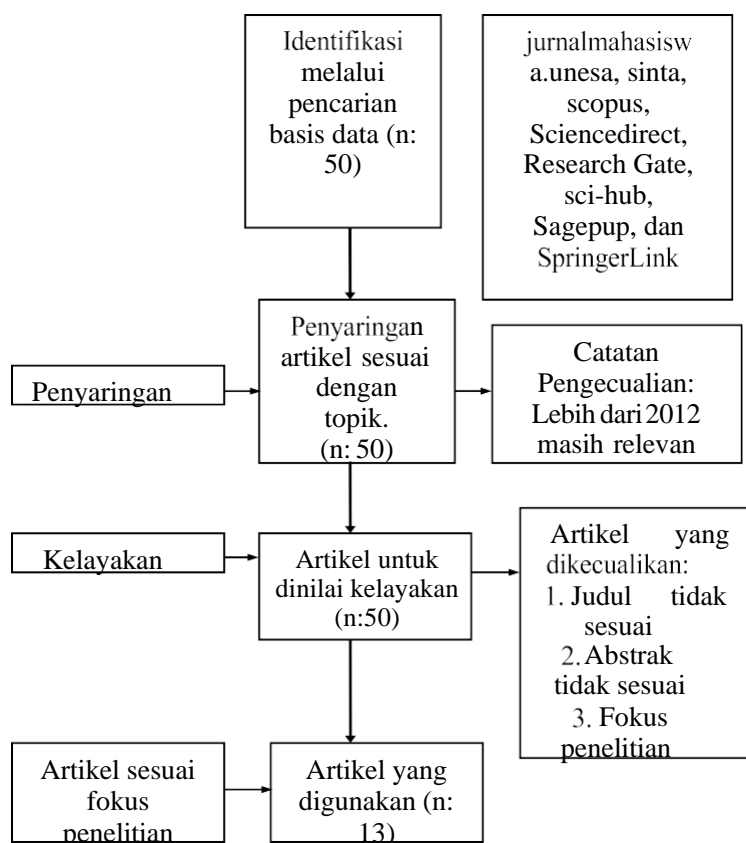 Identifikasi
melalui
pencarian
basis data (n:
50)
jurnalmahasisw
a.unesa, sinta,
scopus,
Sciencedirect,
Research Gate,
sci-hub,
Sagepup, dan
SpringerLink
Penyaringan
Penyaringan
artikel sesuai
dengan
topik.
(n: 50)
Catatan
Pengecualian:
Lebih dari 2012
masih relevan
Kelayakan
Artikel untuk
dinilai kelayakan
(n:50)
Artikel yang
dikecualikan:
1. Judul tidak
sesuai
2. Abstrak
tidak sesuai
3. Fokus
penelitian
Artikel sesuai
fokus
penelitian
Artikel yang
digunakan (n:
13)